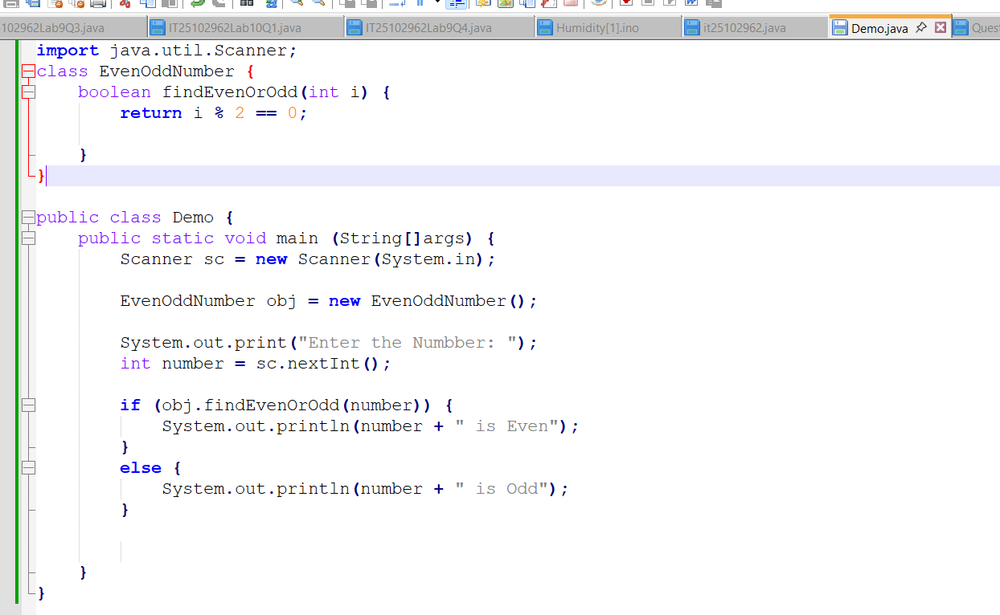 102962Lab9Q3.java IT25102962Lab10Q1.java IT25102962Lab9Q4.java Humidity[1].ino it25102962.java Demo.java
import java.util.Scanner;
class EvenOddNumber {
    boolean findEvenOrOdd(int i) {
        return i % 2 == 0;
    }
}
public class Demo {
    public static void main (String[]args) {
        Scanner sc = new Scanner(System.in);
        EvenOddNumber obj = new EvenOddNumber();
        System.out.print("Enter the Numbber: ");
        int number = sc.nextInt();
        if (obj.findEvenOrOdd(number)) {
            System.out.println(number + " is Even");
        }
        else {
            System.out.println(number + " is Odd");
        }
    }
}